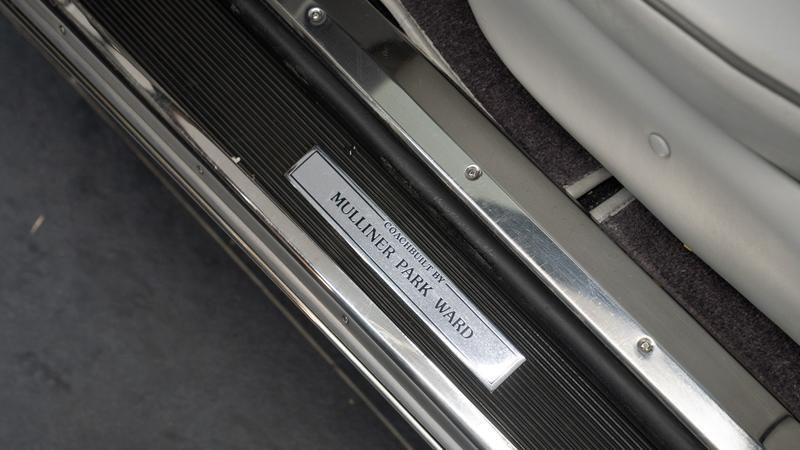 COACHBUILT BY
MULLINER PARK WARD